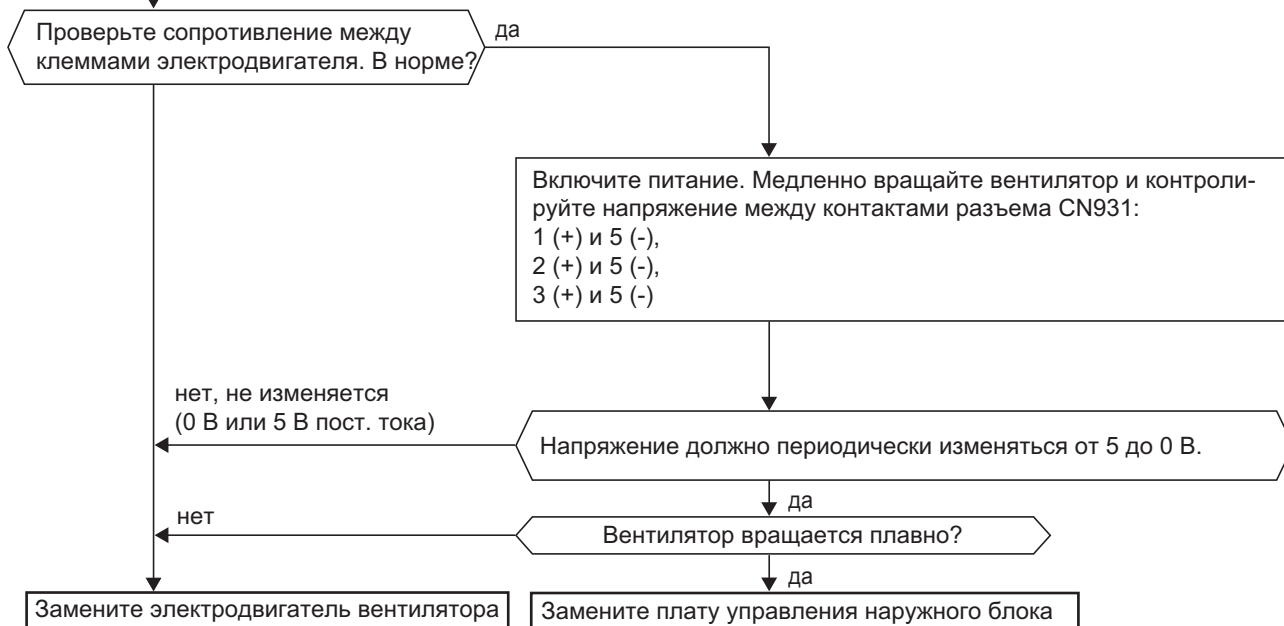 Проверьте сопротивление между
клеммами электродвигателя. В норме?
да
Включите питание. Медленно вращайте вентилятор и контроли-
руйте напряжение между контактами разъема CN931:
1 (+) и 5 (-),
2 (+) и 5 (-),
3 (+) и 5 (-)
нет, не изменяется
(0 В или 5 В пост. тока)
Напряжение должно периодически изменяться от 5 до 0 В.
да
нет
Вентилятор вращается плавно?
да
Замените электродвигатель вентилятора
Замените плату управления наружного блока